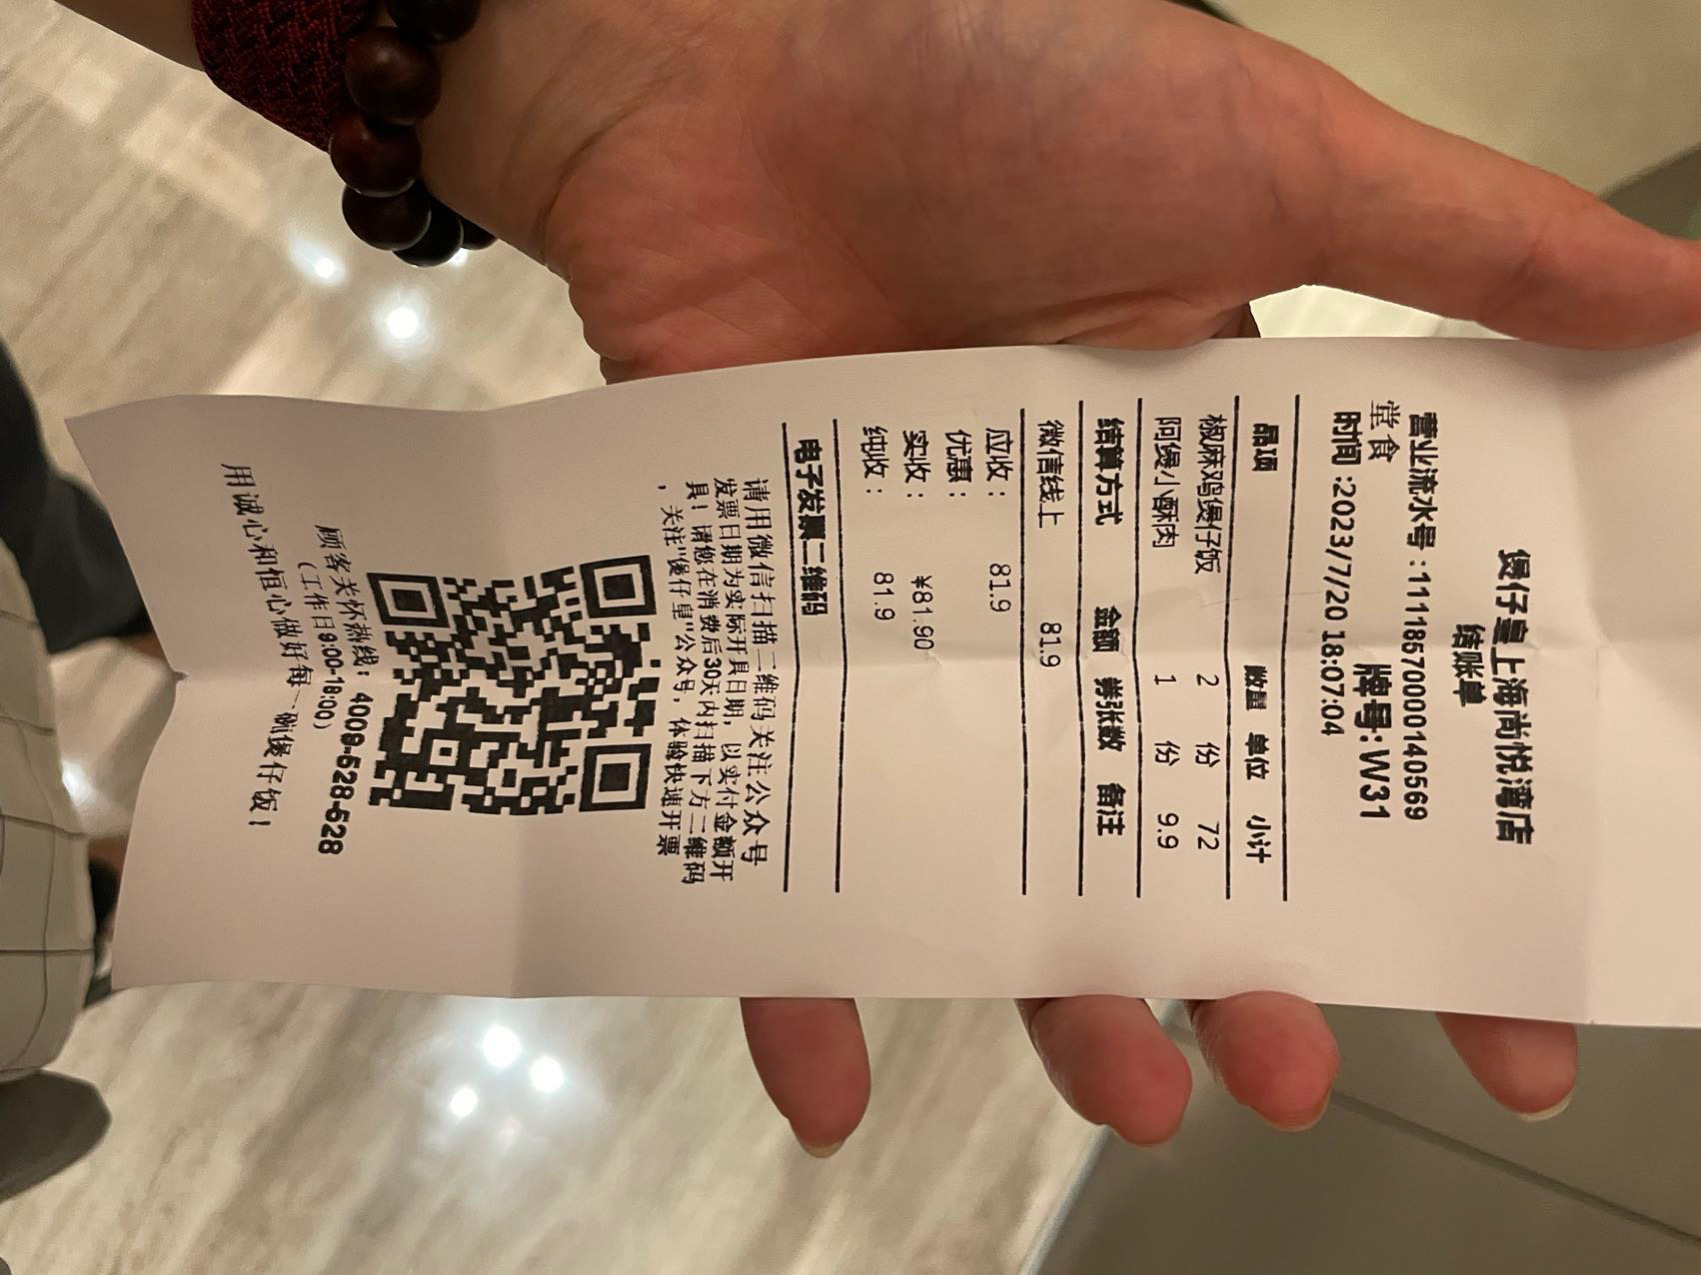 煲仔皇上海尚悦湾店
结账单
营业流水号:11118570000140569
堂食 牌号:W31
时间:2023/7/20 18:07:04
品项 数量 单位 小计
椒麻鸡煲仔饭 2 份 72
阿煲小酥肉 1 份 9.9
结算方式 金额 券张数 备注
微信线上 81.9
应收: 81.9
优惠:
实收: ¥81.90
纯收: 81.9
电子发票二维码
请用微信扫描二维码关注公众号
发票日期为实际开具日期,以实付金额开
具!请您在消费后30天内扫描下方二维码
,关注"煲仔皇"公众号,体验快速开票
顾客关怀热线:4008-628-628
(工作日9:00-18:00)
用诚心和恒心做好每一煲仔饭!